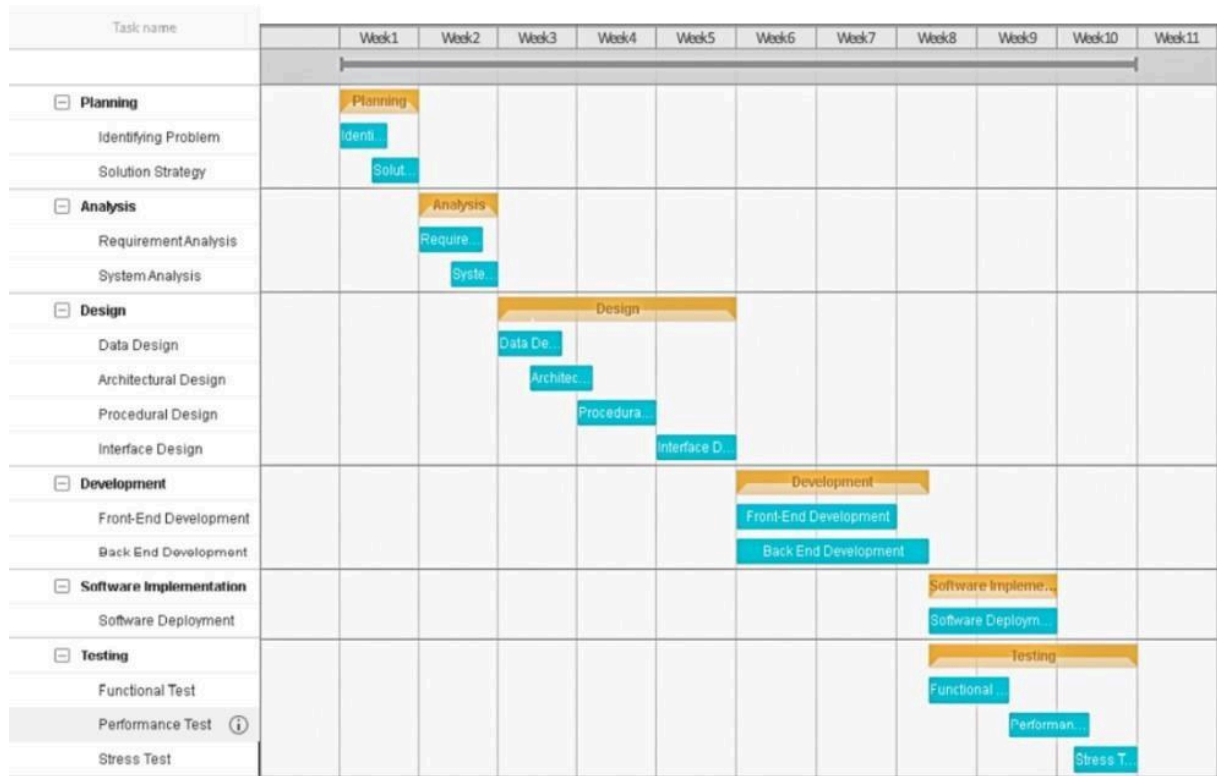 Task name
Week1 Week2 Week3 Week4 Week5 Week6 Week7 Week8 Week9 Week10 Week11
Planning Planning
Identifying Problem Identi...
Solution Strategy Solut...
Analysis Analysis
Requirement Analysis Require...
System Analysis Syste...
Design Design
Data Design Data De...
Architectural Design Architec...
Procedural Design Procedura...
Interface Design Interface D...
Development Development
Front-End Development Front-End Development
Back End Development Back End Development
Software Implementation Software Impleme...
Software Deployment Software Deploym...
Testing Testing
Functional Test Functional ...
Performance Test Performan...
Stress Test Stress T...